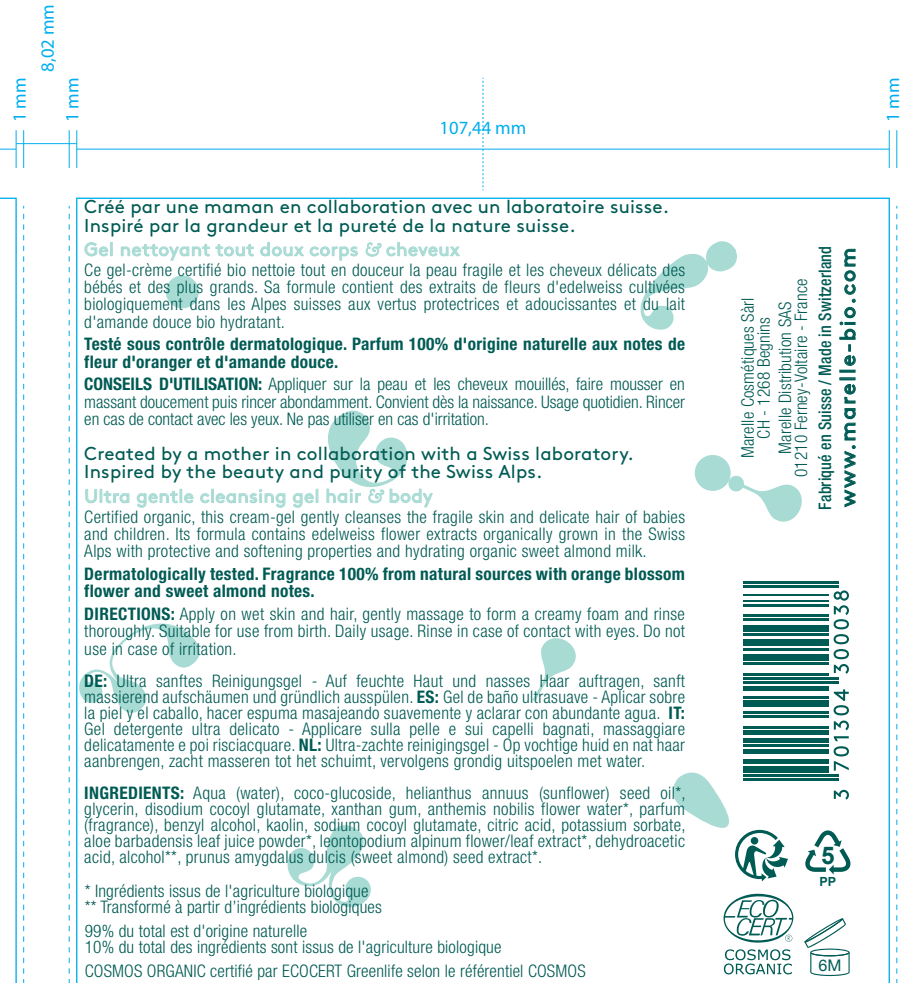 8,02 mm
1 mm
1 mm
107,44 mm
1 mm
Créé par une maman en collaboration avec un laboratoire suisse.
Inspiré par la grandeur et la pureté de la nature suisse.
Gel nettoyant tout doux corps & cheveux
Ce gel-crème certifié bio nettoie tout en douceur la peau fragile et les cheveux délicats des
bébés et des plus grands. Sa formule contient des extraits de fleurs d'edelweiss cultivées
biologiquement dans les Alpes suisses aux vertus protectrices et adoucissantes et du lait
d'amande douce bio hydratant.
Testé sous contrôle dermatologique. Parfum 100% d'origine naturelle aux notes de
fleur d'oranger et d'amande douce.
CONSEILS D'UTILISATION: Appliquer sur la peau et les cheveux mouillés, faire mousser en
massant doucement puis rincer abondamment. Convient dès la naissance. Usage quotidien. Rincer
en cas de contact avec les yeux. Ne pas utiliser en cas d'irritation.
Created by a mother in collaboration with a Swiss laboratory.
Inspired by the beauty and purity of the Swiss Alps.
Ultra gentle cleansing gel hair & body
Certified organic, this cream-gel gently cleanses the fragile skin and delicate hair of babies
and children. Its formula contains edelweiss flower extracts organically grown in the Swiss
Alps with protective and softening properties and hydrating organic sweet almond milk.
Dermatologically tested. Fragrance 100% from natural sources with orange blossom
flower and sweet almond notes.
DIRECTIONS: Apply on wet skin and hair, gently massage to form a creamy foam and rinse
thoroughly. Suitable for use from birth. Daily usage. Rinse in case of contact with eyes. Do not
use in case of irritation.
DE: Ultra sanftes Reinigungsgel - Auf feuchte Haut und nasses Haar auftragen, sanft
massierend aufschäumen und gründlich ausspülen. ES: Gel de baño ultrasuave - Aplicar sobre
la piel y el caballo, hacer espuma masajeando suavemente y aclarar con abundante agua. IT:
Gel detergente ultra delicato - Applicare sulla pelle e sui capelli bagnati, massaggiare
delicatamente e poi risciacquare. NL: Ultra-zachte reinigingsgel - Op vochtige huid en nat haar
aanbrengen, zacht masseren tot het schuimt, vervolgens grondig uitspoelen met water.
INGREDIENTS: Aqua (water), coco-glucoside, helianthus annuus (sunflower) seed oil*,
glycerin, disodium cocoyl glutamate, xanthan gum, anthemis nobilis flower water*, parfum
(fragrance), benzyl alcohol, kaolin, sodium cocoyl glutamate, citric acid, potassium sorbate,
aloe barbadensis leaf juice powder*, leontopodium alpinum flower/leaf extract*, dehydroacetic
acid, alcohol**, prunus amygdalus dulcis (sweet almond) seed extract*.
* Ingrédients issus de l'agriculture biologique
** Transformé à partir d'ingrédients biologiques
99% du total est d'origine naturelle
10% du total des ingrédients sont issus de l'agriculture biologique
COSMOS ORGANIC certifié par ECOCERT Greenlife selon le référentiel COSMOS
Marelle Cosmétiques Sàrl
CH - 1268 Begnins
Marelle Distribution SAS
01210 Ferney-Voltaire - France
Fabriqué en Suisse / Made in Switzerland
www.marelle-bio.com
3 701304 300038
5
PP
ECO
CERT
®
COSMOS
ORGANIC
6M